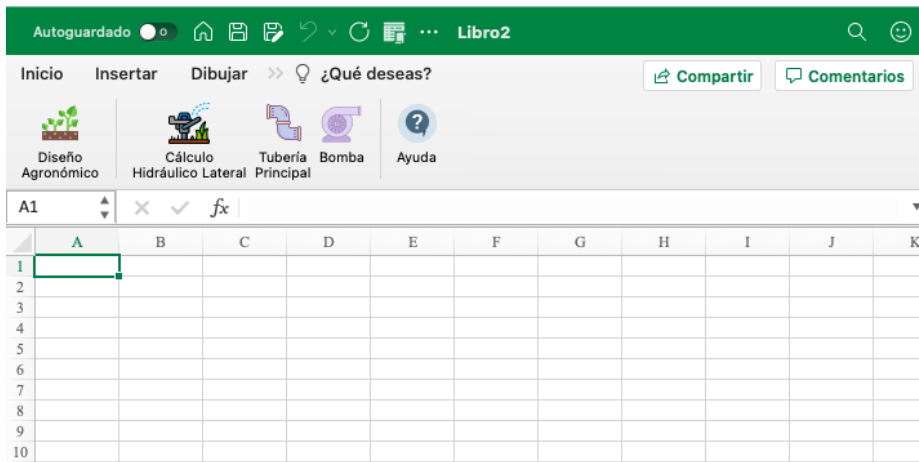 Autoguardado Libro2
Inicio Insertar Dibujar >> ¿Qué deseas? Compartir Comentarios
Diseño Cálculo Tubería Bomba Ayuda
Agronómico Hidráulico Lateral Principal
A1 fx
A B C D E F G H I J K
1
2
3
4
5
6
7
8
9
10